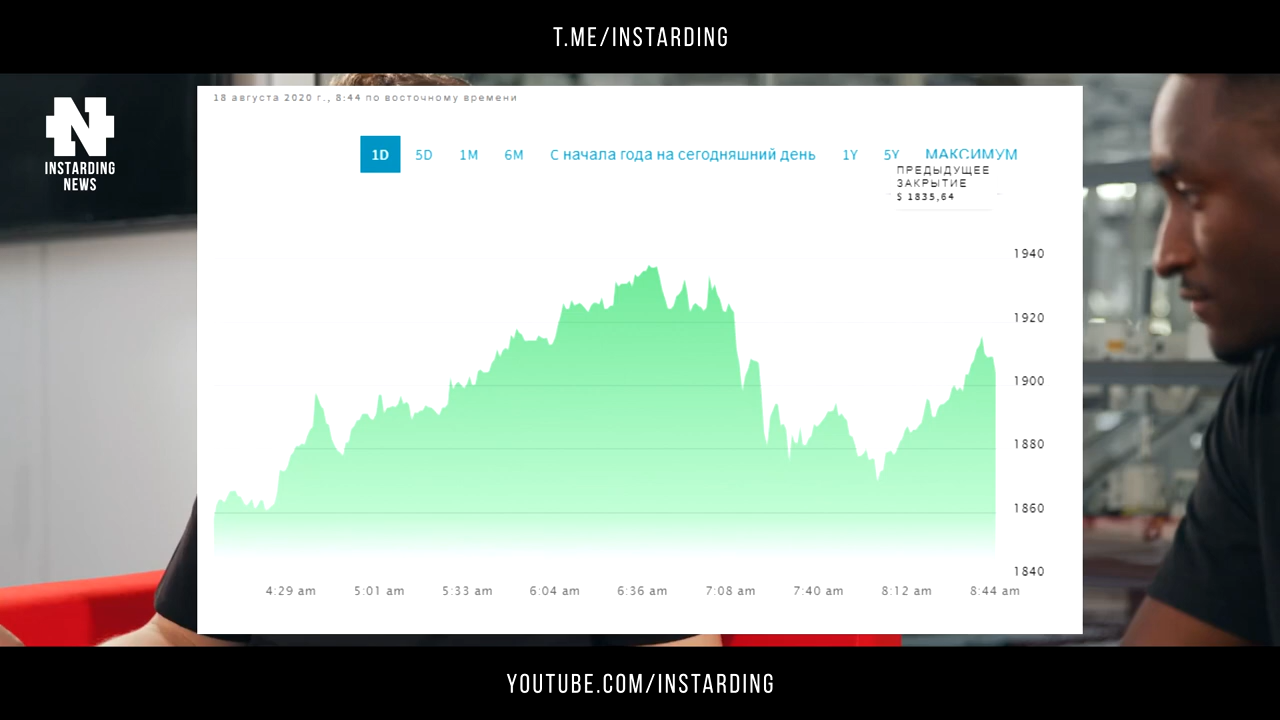 T.ME/INSTARDING
N
INSTARDING
NEWS
18 августа 2020 г., 8:44 по восточному времени
1D 5D 1M 6M С начала года на сегодняшний день 1Y 5Y МАКСИМУМ
ПРЕДЫДУЩЕЕ
ЗАКРЫТИЕ
$ 1835,64
1940
1920
1900
1880
1860
1840
4:29 am 5:01 am 5:33 am 6:04 am 6:36 am 7:08 am 7:40 am 8:12 am 8:44 am
YOUTUBE.COM/INSTARDING